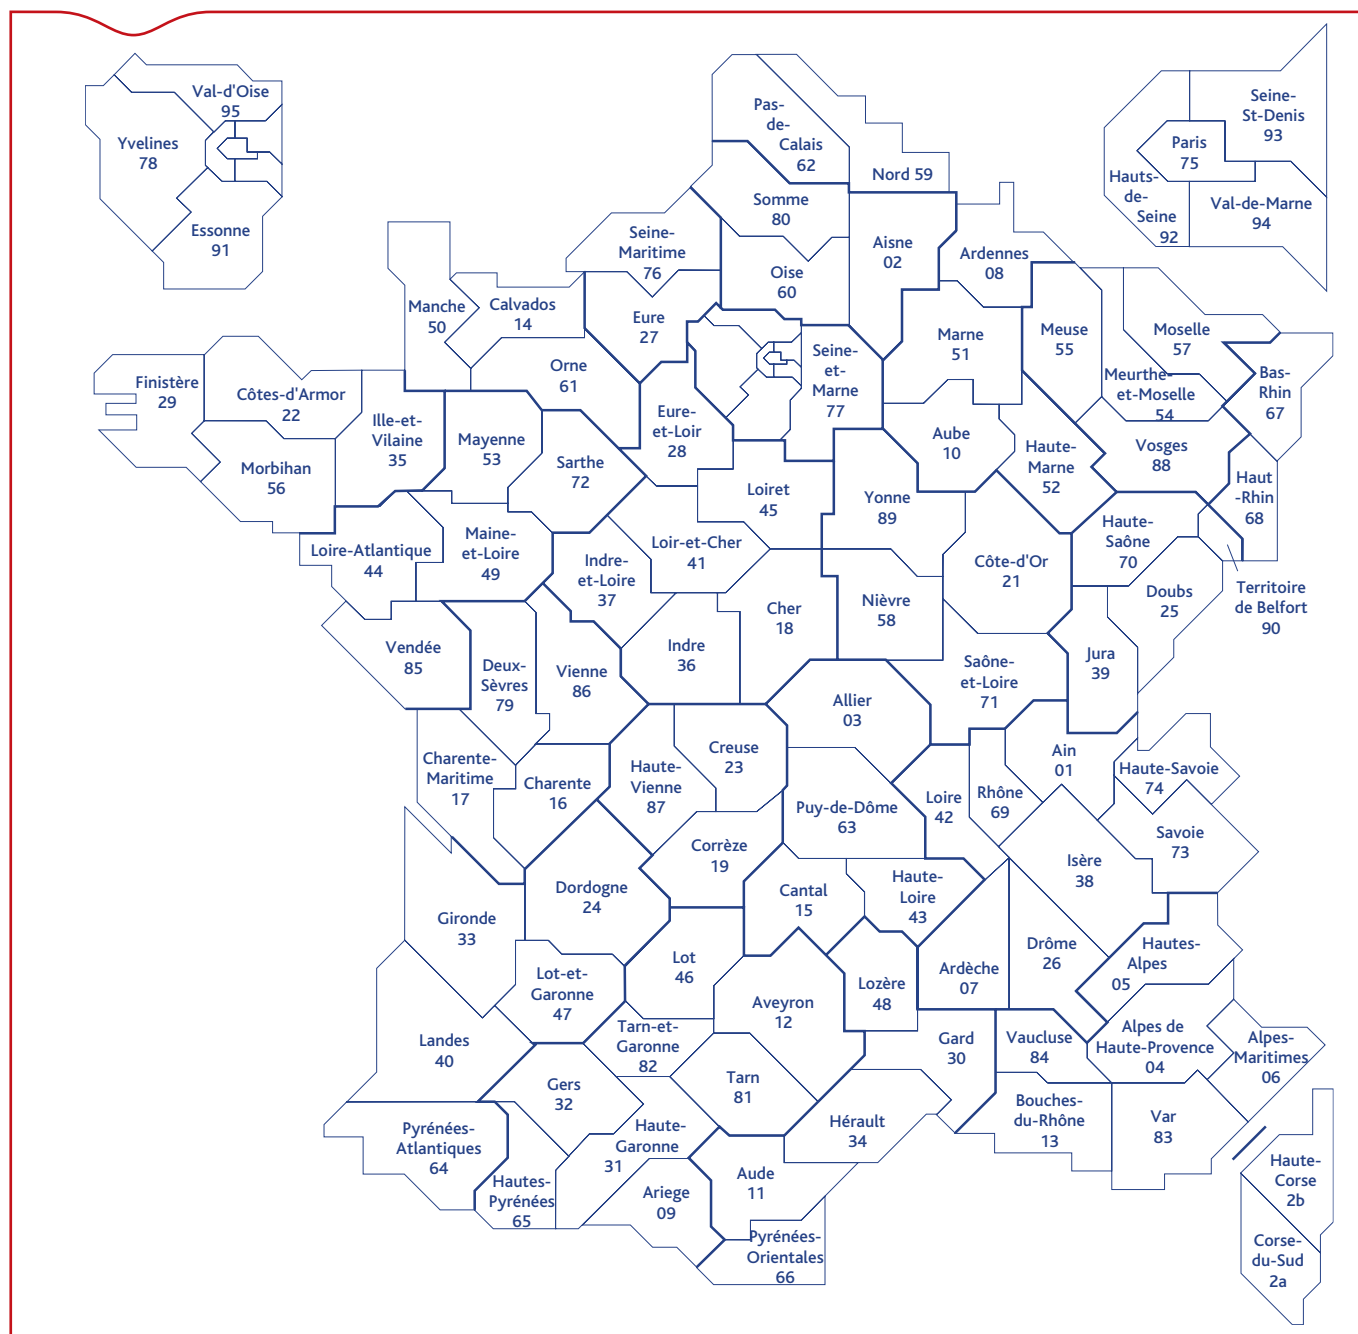 Val-d'Oise
95
Yvelines
78
Essonne
91
Seine-
St-Denis
93
Paris
75
Hauts-
de-
Seine
92
Val-de-Marne
94
Pas-
de-
Calais
62
Nord 59
Somme
80
Seine-
Maritime
76
Oise
60
Aisne
02
Ardennes
08
Manche
50
Calvados
14
Eure
27
Marne
51
Meuse
55
Moselle
57
Meurthe-
et-Moselle
54
Bas-
Rhin
67
Seine-
et-
Marne
77
Orne
61
Finistère
29
Côtes-d'Armor
22
Ille-et-
Vilaine
35
Morbihan
56
Mayenne
53
Sarthe
72
Eure-
et-Loir
28
Loiret
45
Yonne
89
Aube
10
Haute-
Marne
52
Vosges
88
Haut
-Rhin
68
Loire-Atlantique
44
Maine-
et-Loire
49
Indre-
et-Loire
37
Loir-et-Cher
41
Côte-d'Or
21
Haute-
Saône
70
Doubs
25
Territoire
de Belfort
90
Vendée
85
Deux-
Sèvres
79
Vienne
86
Indre
36
Cher
18
Nièvre
58
Saône-
et-Loire
71
Jura
39
Allier
03
Charente-
Maritime
17
Charente
16
Haute-
Vienne
87
Creuse
23
Puy-de-Dôme
63
Loire
42
Rhône
69
Ain
01
Haute-Savoie
74
Savoie
73
Isère
38
Corrèze
19
Dordogne
24
Cantal
15
Haute-
Loire
43
Gironde
33
Lot-et-
Garonne
47
Lot
46
Aveyron
12
Lozère
48
Ardèche
07
Drôme
26
Hautes-
Alpes
05
Landes
40
Tarn-et-
Garonne
82
Gers
32
Tarn
81
Gard
30
Vaucluse
84
Alpes de
Haute-Provence
04
Alpes-
Maritimes
06
Pyrénées-
Atlantiques
64
Hautes-
Pyrénées
65
Haute-
Garonne
31
Ariege
09
Aude
11
Hérault
34
Bouches-
du-Rhône
13
Var
83
Pyrénées-
Orientales
66
Haute-
Corse
2b
Corse-
du-Sud
2a